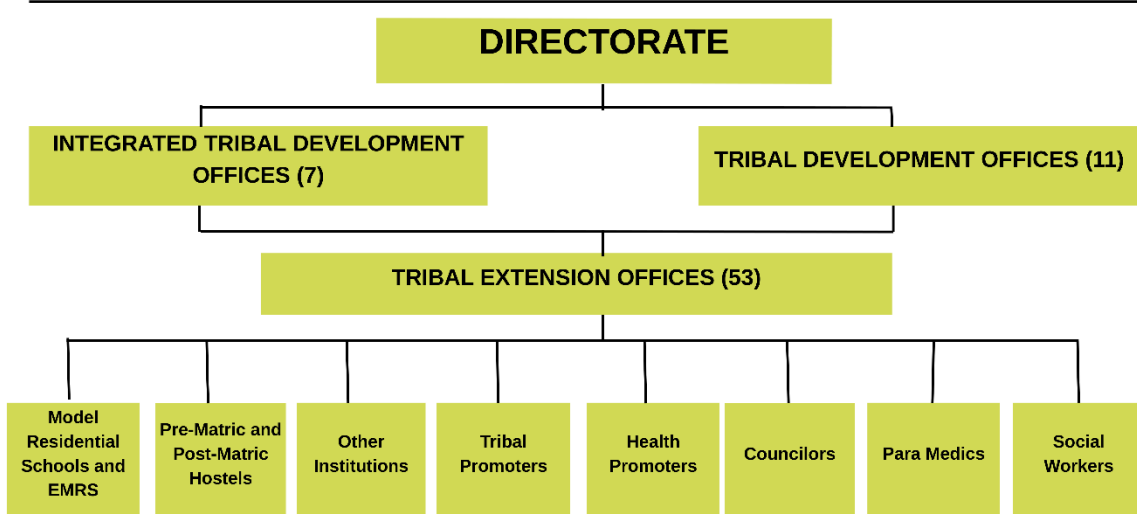 DIRECTORATE
INTEGRATED TRIBAL DEVELOPMENT
OFFICES (7)
TRIBAL DEVELOPMENT OFFICES (11)
TRIBAL EXTENSION OFFICES (53)
Model
Residential
Schools and
EMRS
Pre-Matric and
Post-Matric
Hostels
Other
Institutions
Tribal
Promoters
Health
Promoters
Councilors
Para Medics
Social
Workers